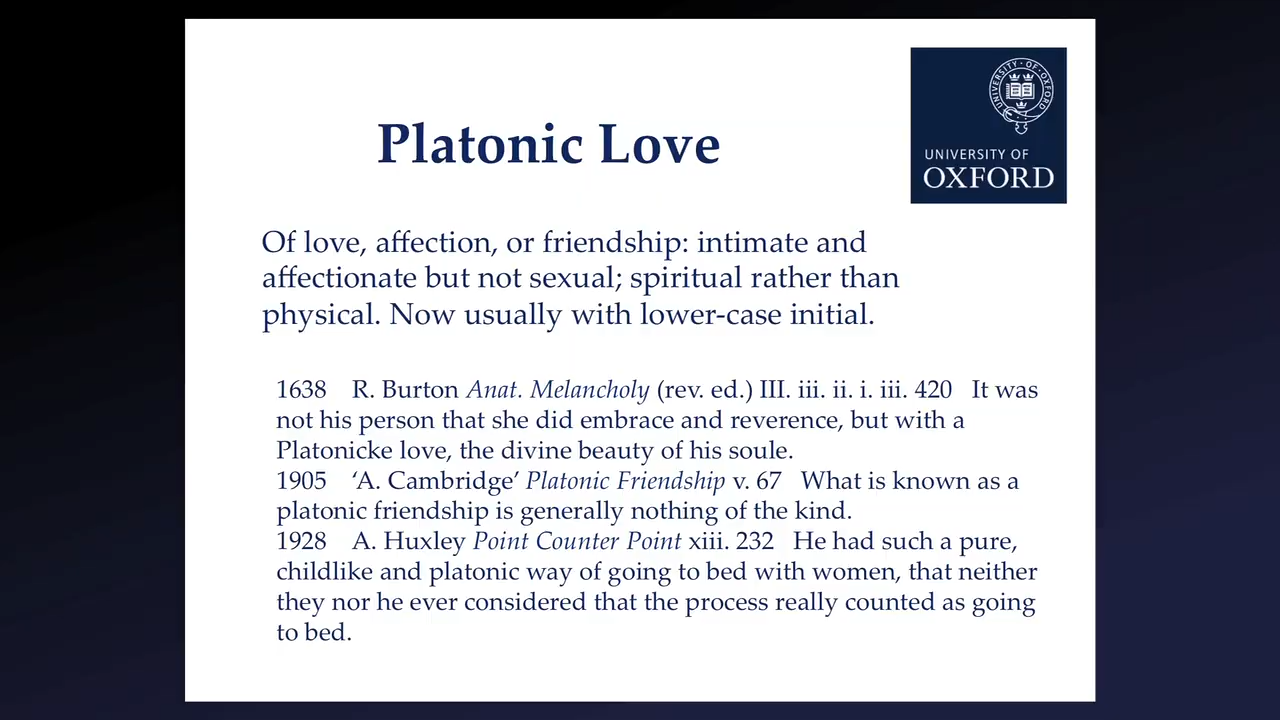 Platonic Love
UNIVERSITY · OF · OXFORD
UNIVERSITY OF
OXFORD
Of love, affection, or friendship: intimate and
affectionate but not sexual; spiritual rather than
physical. Now usually with lower-case initial.
1638 R. Burton Anat. Melancholy (rev. ed.) III. iii. ii. i. iii. 420 It was
not his person that she did embrace and reverence, but with a
Platonicke love, the divine beauty of his soule.
1905 ‘A. Cambridge’ Platonic Friendship v. 67 What is known as a
platonic friendship is generally nothing of the kind.
1928 A. Huxley Point Counter Point xiii. 232 He had such a pure,
childlike and platonic way of going to bed with women, that neither
they nor he ever considered that the process really counted as going
to bed.